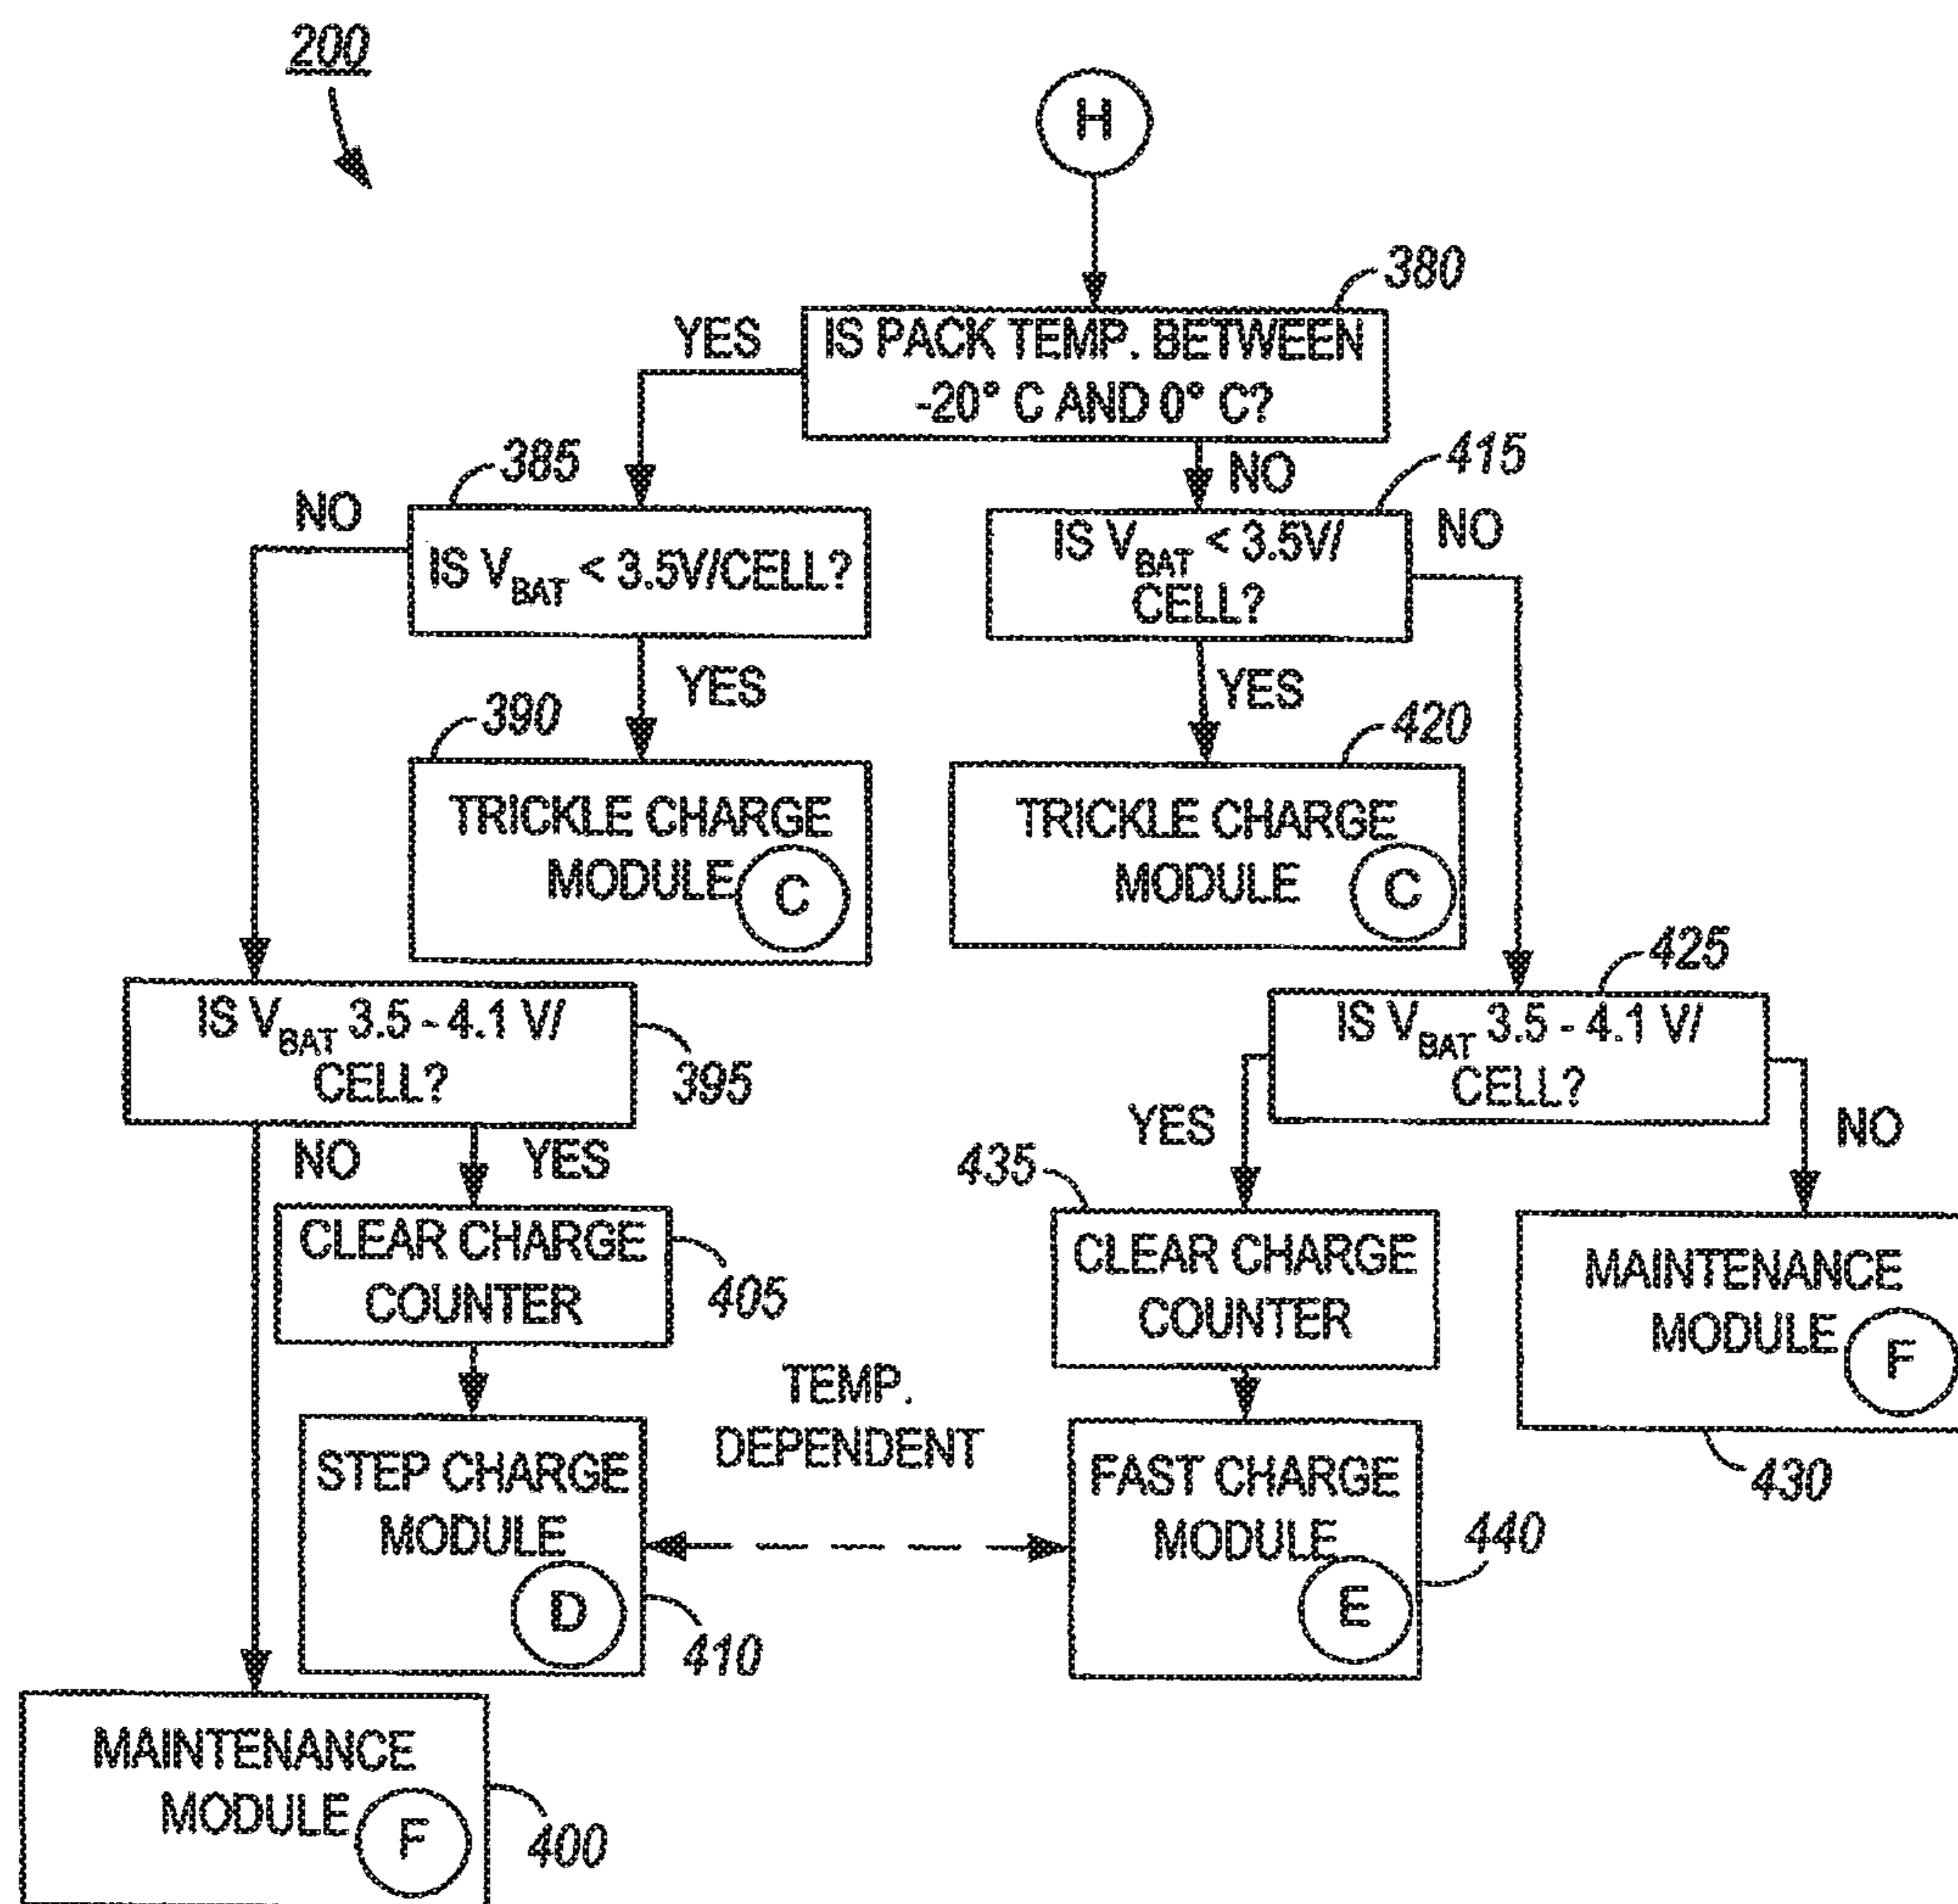 200
H
380
IS PACK TEMP. BETWEEN
-20° C AND 0° C?
YES
NO
385
NO
IS VBAT < 3.5V/CELL?
YES
415
IS VBAT < 3.5V/
CELL?
NO
YES
390
TRICKLE CHARGE
MODULE
C
420
TRICKLE CHARGE
MODULE
C
IS VBAT 3.5 - 4.1 V/
CELL?
395
NO
YES
425
IS VBAT 3.5 - 4.1 V/
CELL?
YES
NO
CLEAR CHARGE
COUNTER
405
435
CLEAR CHARGE
COUNTER
MAINTENANCE
MODULE
F
430
STEP CHARGE
MODULE
D
410
TEMP.
DEPENDENT
FAST CHARGE
MODULE
E
440
MAINTENANCE
MODULE
F
400